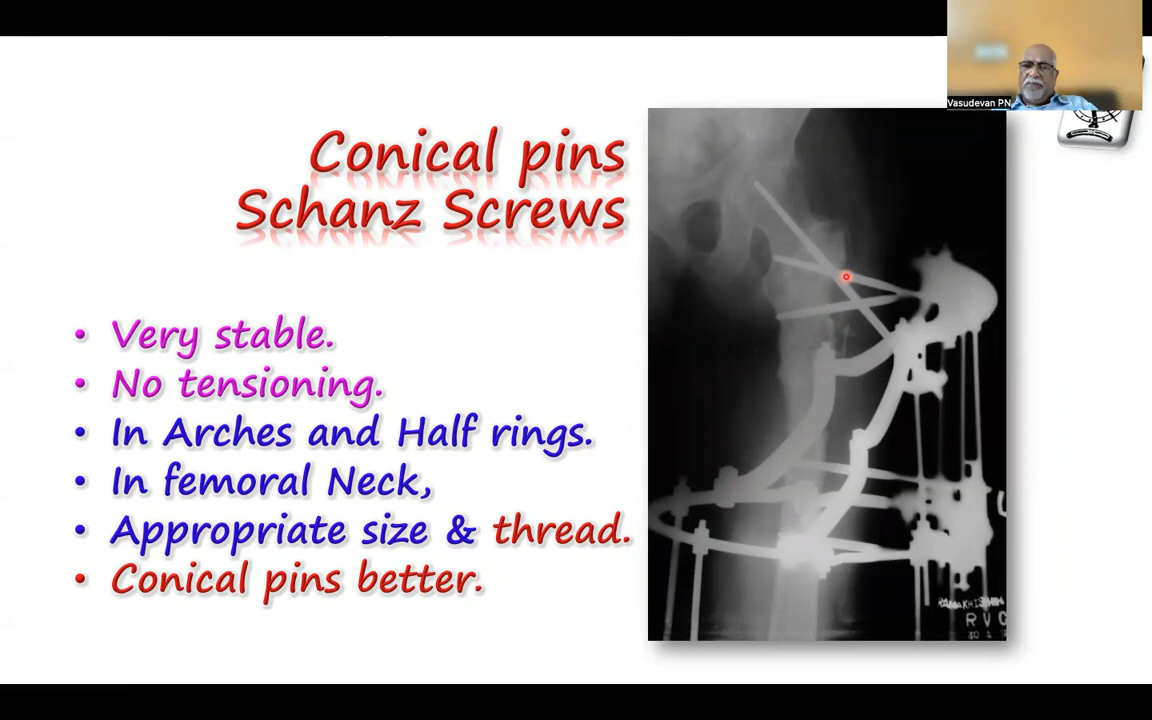 Vasudevan PN
Conical pins
Schanz Screws
• Very stable.
• No tensioning.
• In Arches and Half rings.
• In femoral Neck,
• Appropriate size & thread.
• Conical pins better.